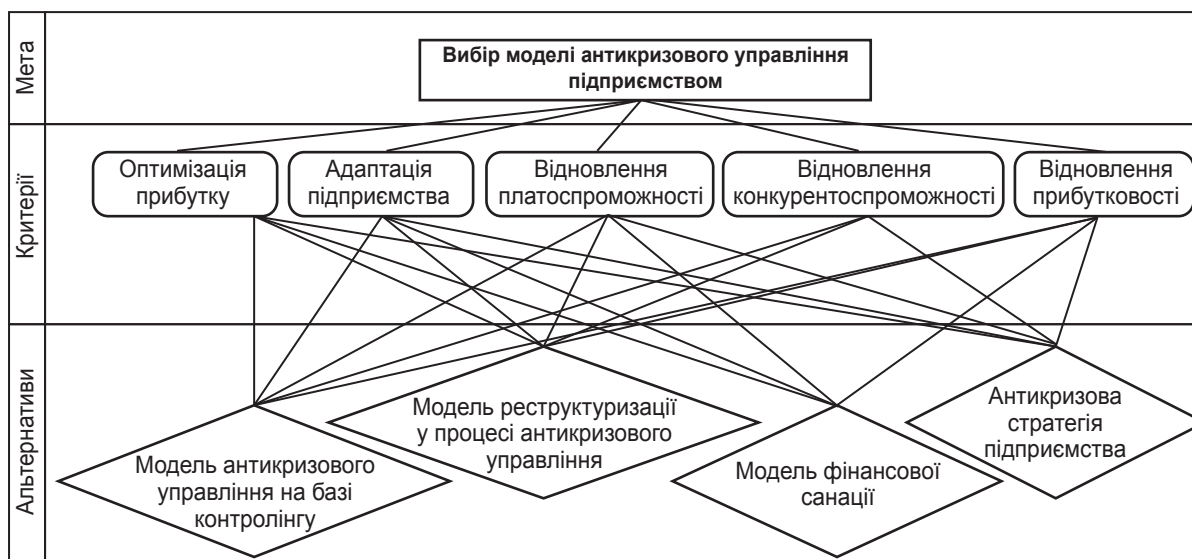 Мета
Вибір моделі антикризового управління
підприємством
Критерії
Оптимізація
прибутку
Адаптація
підприємства
Відновлення
платоспроможності
Відновлення
конкурентоспроможності
Відновлення
прибутковості
Альтернативи
Модель антикризового
управління на базі
контролінгу
Модель реструктуризації
у процесі антикризового
управління
Модель фінансової
санації
Антикризова
стратегія
підприємства